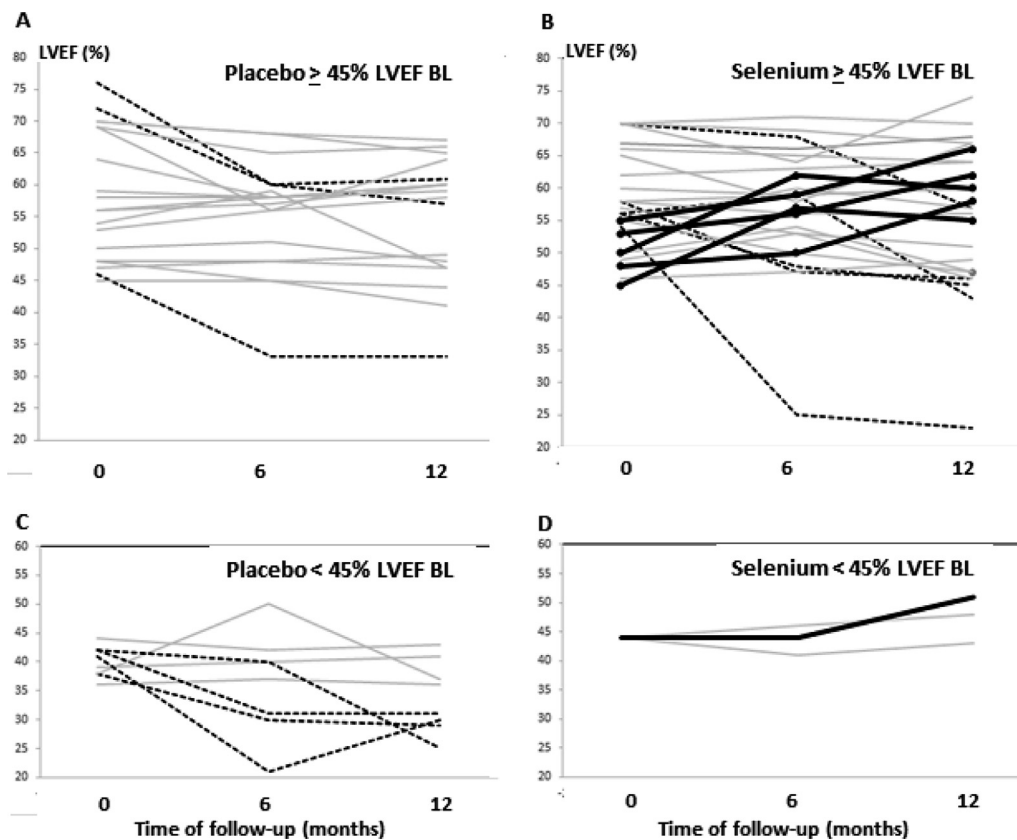 A
LVEF (%)
Placebo ≥ 45% LVEF BL
80
75
70
65
60
55
50
45
40
35
30
25
20
0 6 12
B
LVEF (%)
Selenium ≥ 45% LVEF BL
80
75
70
65
60
55
50
45
40
35
30
25
20
0 6 12
C
Placebo < 45% LVEF BL
60
55
50
45
40
35
30
25
20
0 6 12
Time of follow-up (months)
D
Selenium < 45% LVEF BL
60
55
50
45
40
35
30
25
20
0 6 12
Time of follow-up (months)